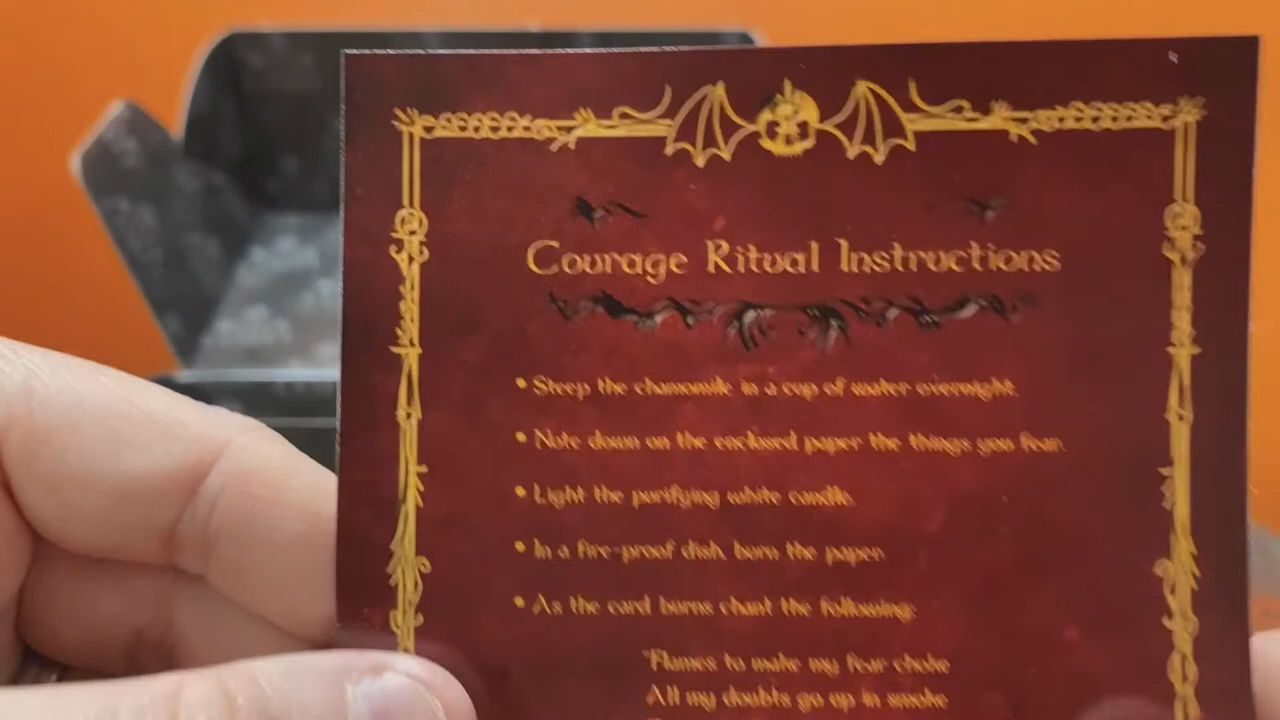 Courage Ritual Instructions
• Steep the chamomile in a cup of water overnight.
• Note down on the enclosed paper the things you fear.
• Light the purifying white candle.
• In a fire-proof dish, burn the paper.
• As the card burns chant the following:
"Flames to make my fear choke
All my doubts go up in smoke